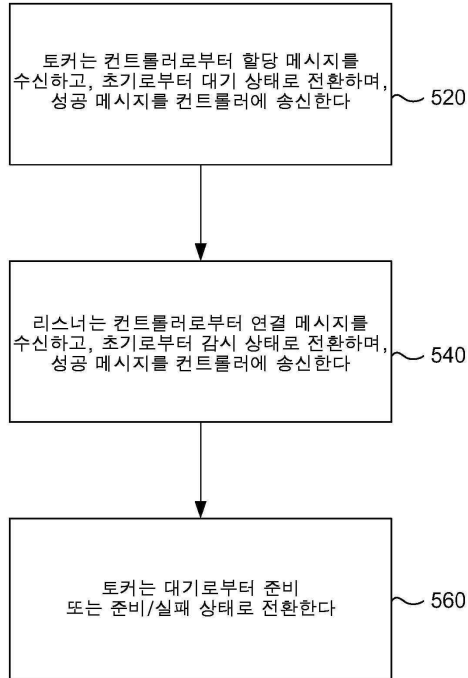 토커는 컨트롤러로부터 할당 메시지를
수신하고, 초기로부터 대기 상태로 전환하며,
성공 메시지를 컨트롤러에 송신한다
520
리스너는 컨트롤러로부터 연결 메시지를
수신하고, 초기로부터 감시 상태로 전환하며,
성공 메시지를 컨트롤러에 송신한다
540
토커는 대기로부터 준비
또는 준비/실패 상태로 전환한다
560